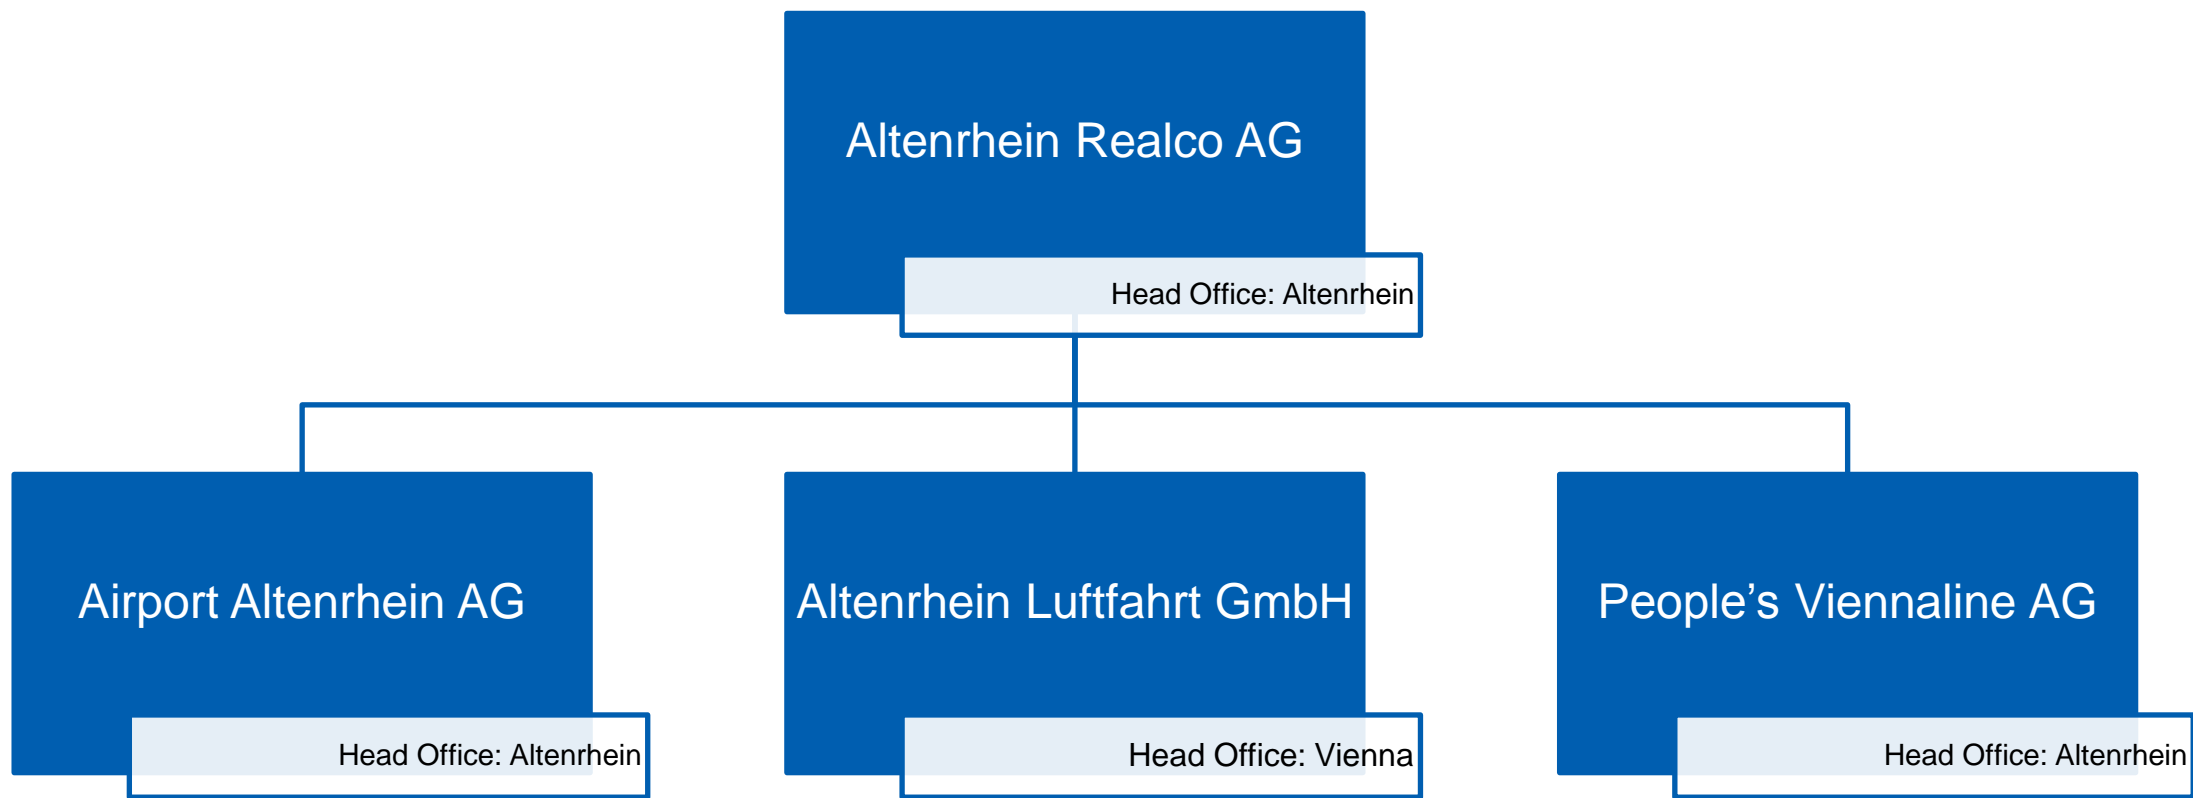 Altenrhein Realco AG
Head Office: Altenrhein
Airport Altenrhein AG
Head Office: Altenrhein
Altenrhein Luftfahrt GmbH
Head Office: Vienna
People’s Viennaline AG
Head Office: Altenrhein